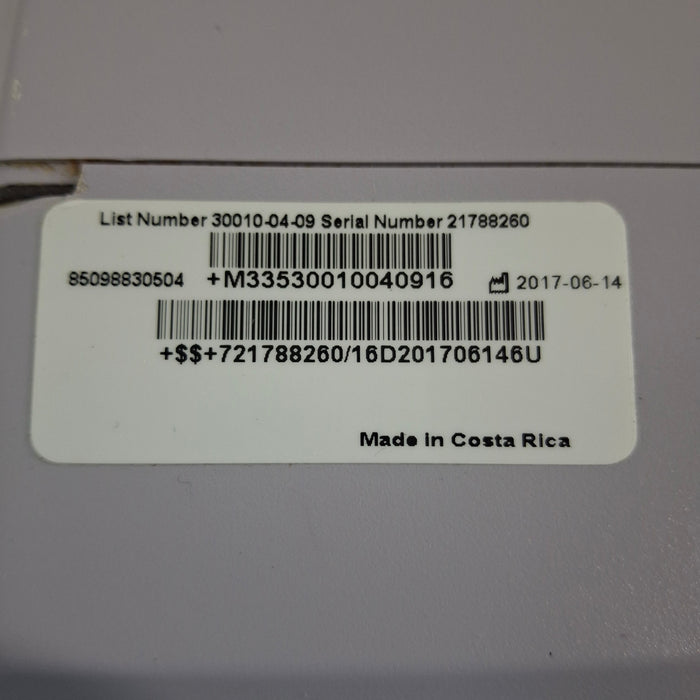 List Number 30010-04-09 Serial Number 21788260
85098830504 +M33530010040916 2017-06-14
+$$+721788260/16D201706146U
Made in Costa Rica